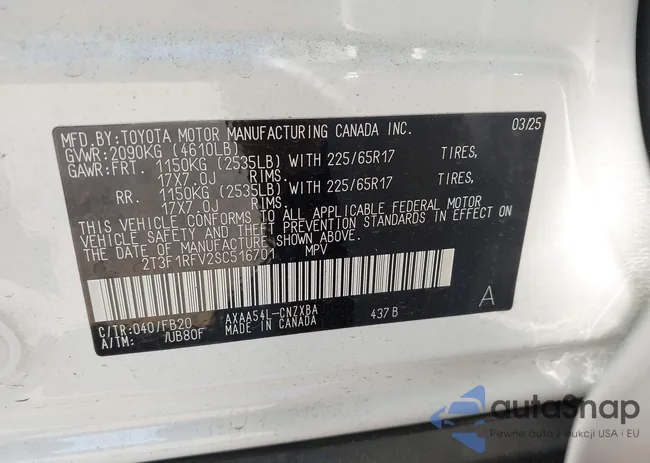 MFD.BY:TOYOTA MOTOR MANUFACTURING CANADA INC. 03/25
GVWR:2090KG (4610LB)
GAWR:FRT. 1150KG (2535LB) WITH 225/65R17 TIRES,
17X7.0J RIMS.
RR. 1150KG (2535LB) WITH 225/65R17 TIRES,
17X7.0J RIMS.
THIS VEHICLE CONFORMS TO ALL APPLICABLE FEDERAL MOTOR
VEHICLE SAFETY AND THEFT PREVENTION STANDARDS IN EFFECT ON
THE DATE OF MANUFACTURE SHOWN ABOVE.
2T3F1RFV2SC516701 MPV
C/TR:040/FB20 AXAA54L-CNZXBA 437B A
A/TM: /UB80F MADE IN CANADA
autoSnap
Pewne auta z aukcji USA i EU